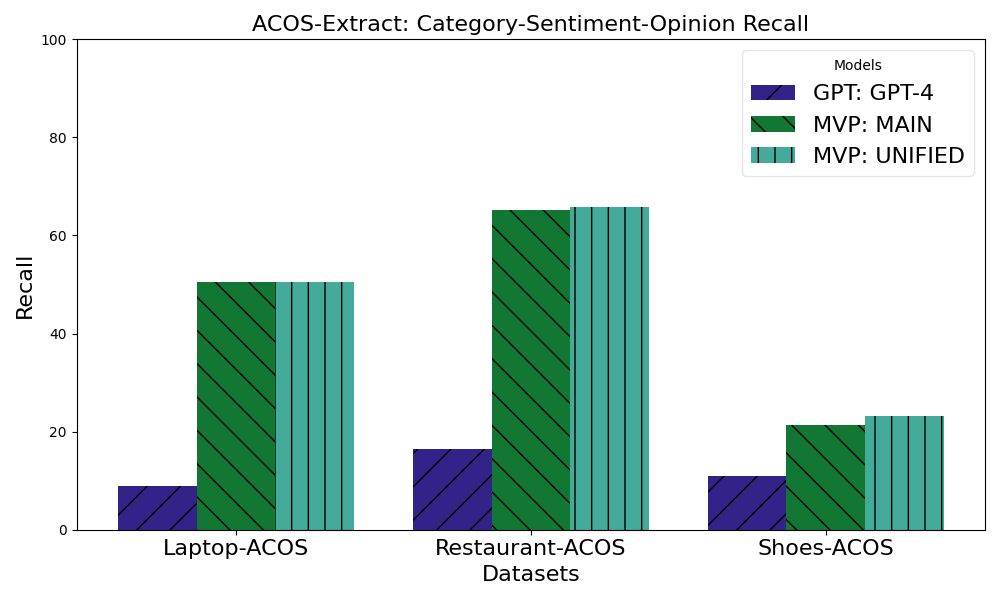 ACOS-Extract: Category-Sentiment-Opinion Recall
100
80
60
40
20
0
Recall
Models
GPT: GPT-4
MVP: MAIN
MVP: UNIFIED
Laptop-ACOS
Restaurant-ACOS
Shoes-ACOS
Datasets